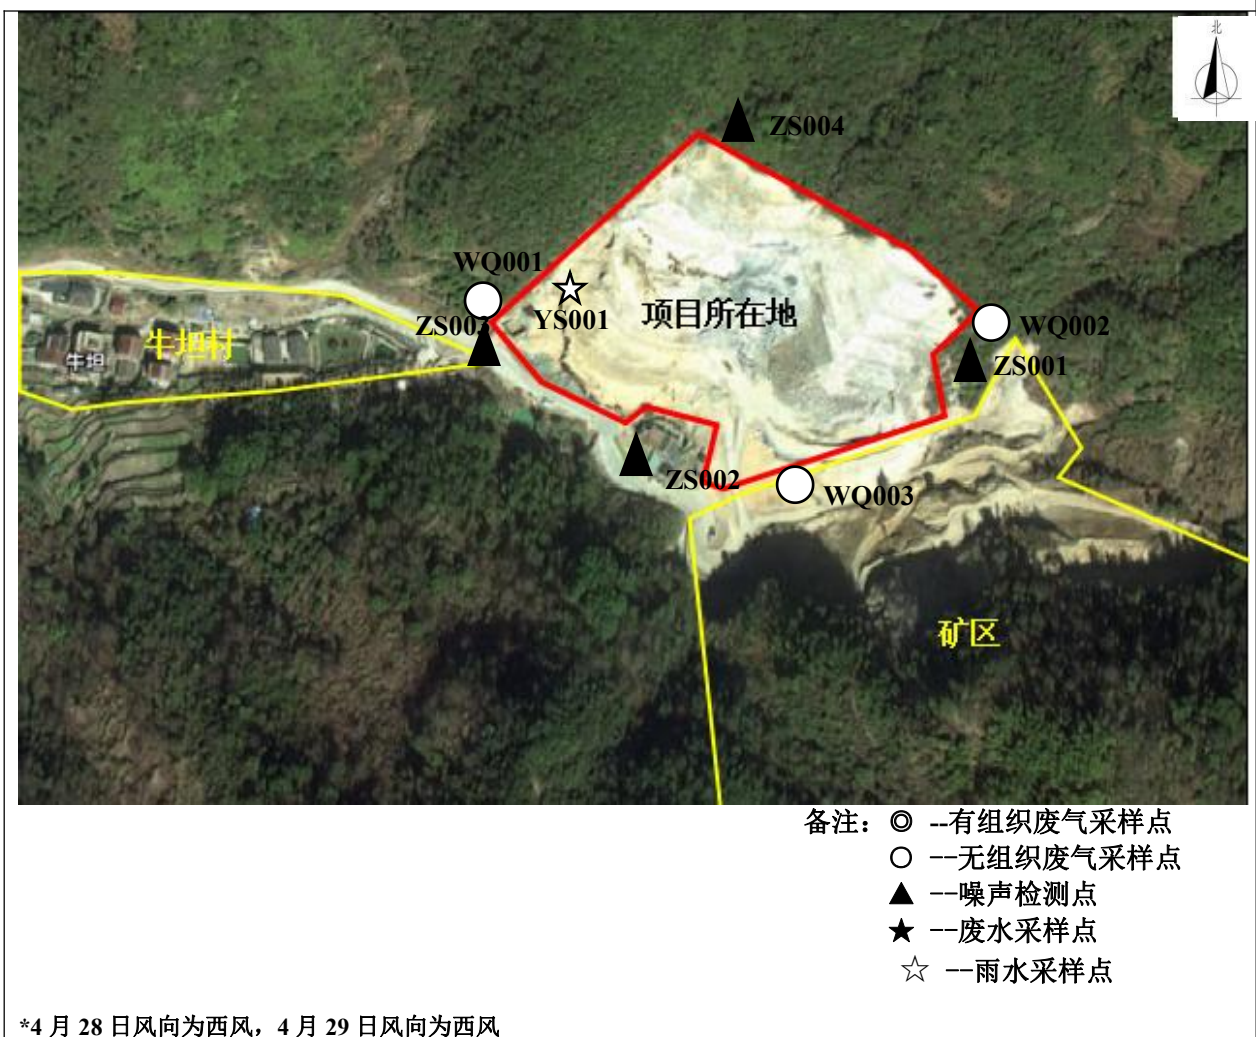 北
ZS004
WQ001
YS001
项目所在地
WQ002
ZS003
牛坦村
牛坦
ZS001
ZS002
WQ003
矿区
备注：◎ --有组织废气采样点
○ --无组织废气采样点
▲ --噪声检测点
★ --废水采样点
☆ --雨水采样点
*4 月 28 日风向为西风，4 月 29 日风向为西风